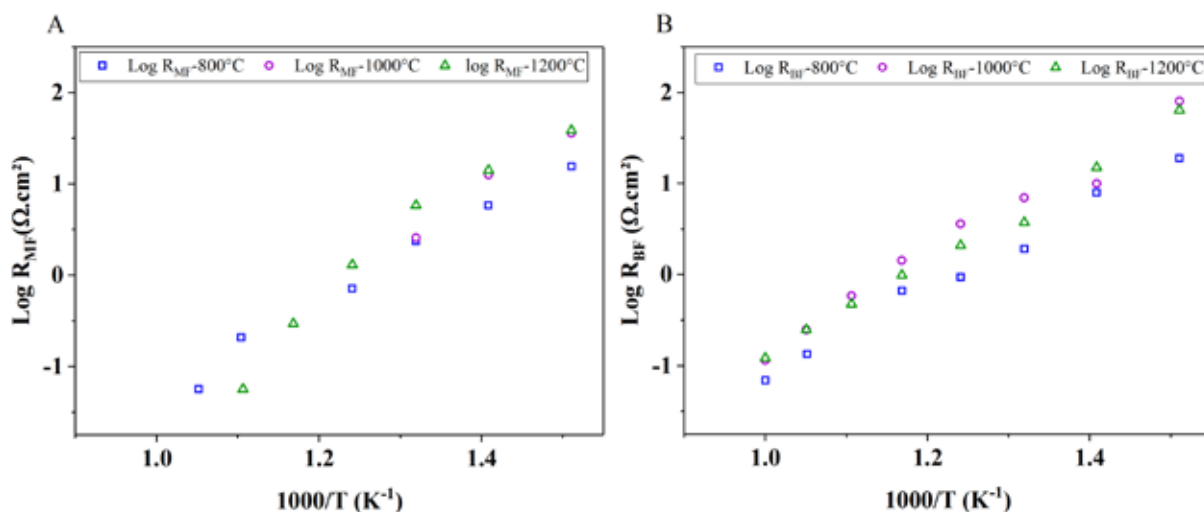 A
Log R_MF-800°C Log R_MF-1000°C log R_MF-1200°C
2
1
0
-1
Log R_MF(Ω.cm²)
1.0 1.2 1.4
1000/T (K⁻¹)
B
Log R_BF-800°C Log R_BF-1000°C Log R_BF-1200°C
2
1
0
-1
Log R_BF (Ω.cm²)
1.0 1.2 1.4
1000/T (K⁻¹)